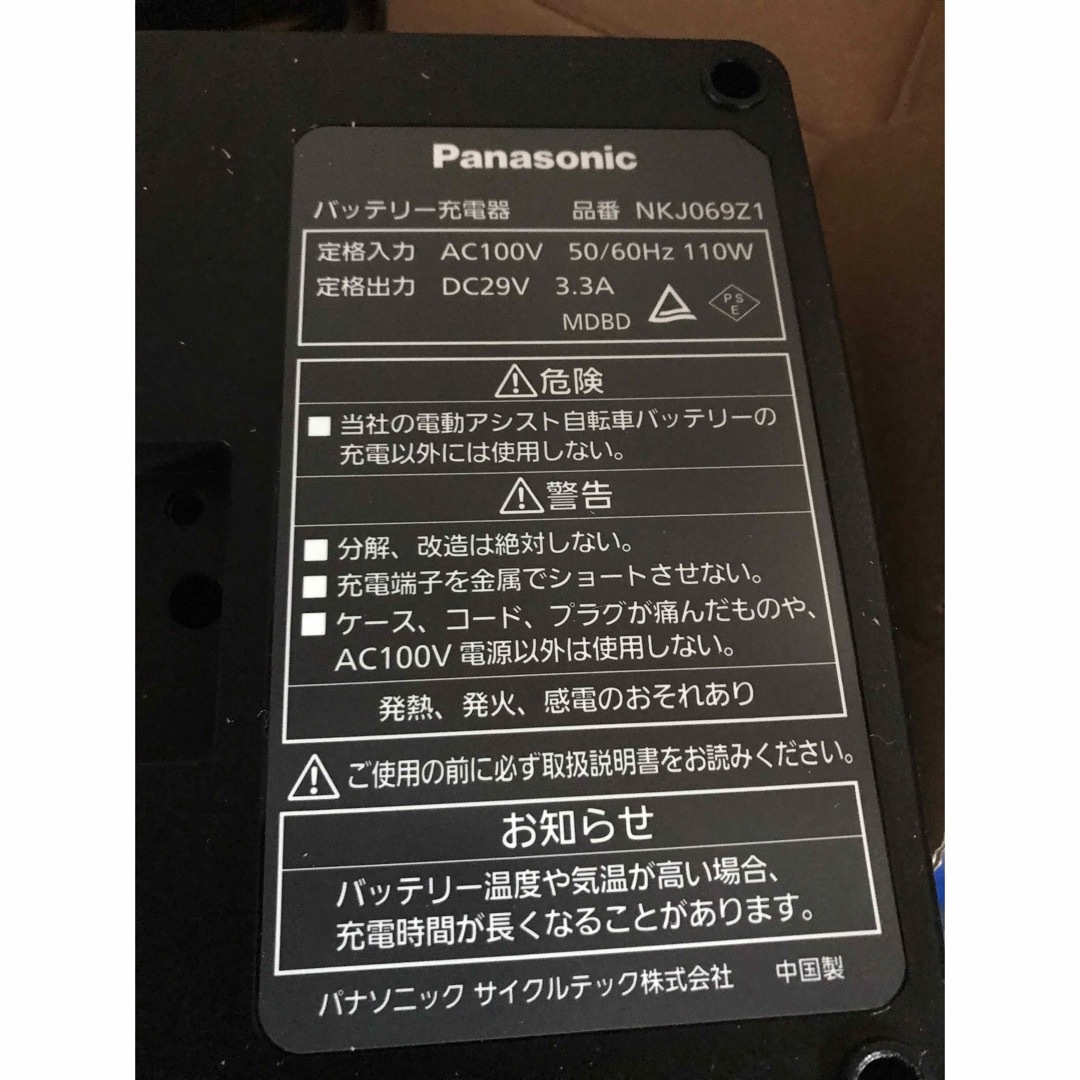 Panasonic
バッテリー充電器 品番 NKJ069Z1
定格入力 AC100V 50/60Hz 110W
定格出力 DC29V 3.3A
MDBD
PS
E
危険
■ 当社の電動アシスト自転車バッテリーの
充電以外には使用しない。
警告
■ 分解、改造は絶対しない。
■ 充電端子を金属でショートさせない。
■ ケース、コード、プラグが痛んだものや、
AC100V 電源以外は使用しない。
発熱、発火、感電のおそれあり
ご使用の前に必ず取扱説明書をお読みください。
お知らせ
バッテリー温度や気温が高い場合、
充電時間が長くなることがあります。
パナソニック サイクルテック株式会社 中国製